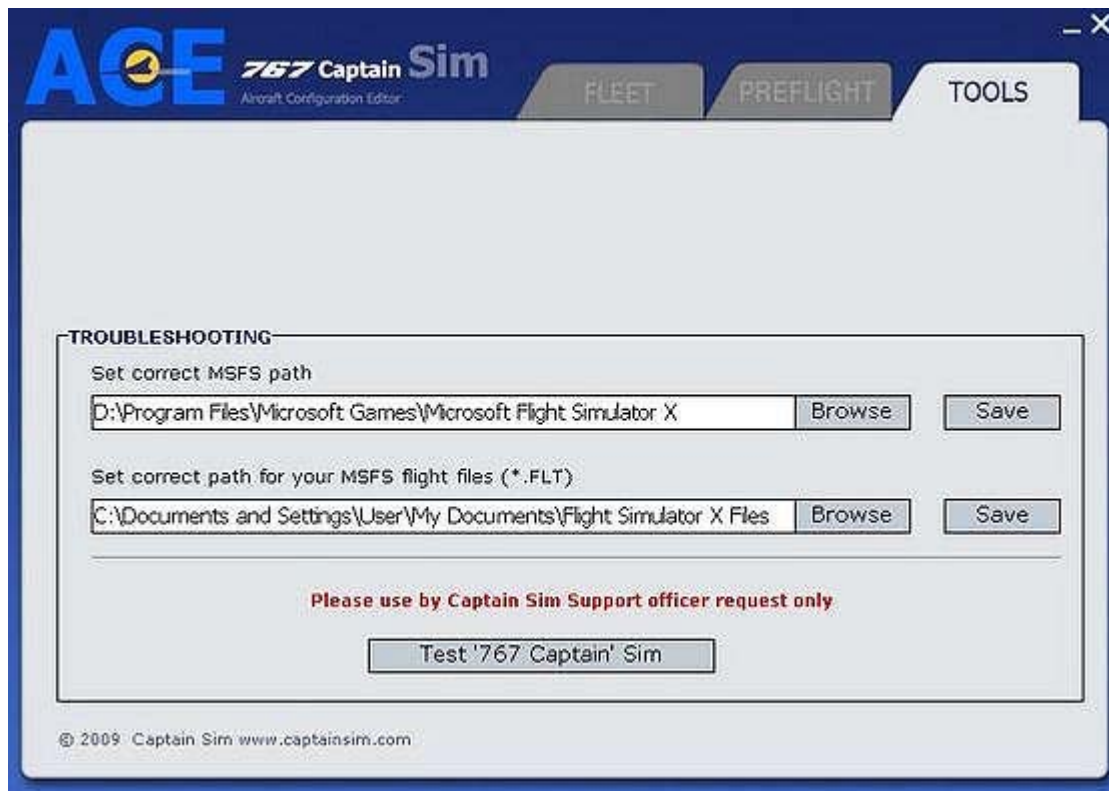 ACE 767 Captain Sim
Aircraft Configuration Editor
FLEET PREFLIGHT TOOLS
TROUBLESHOOTING
Set correct MSFS path
D:\Program Files\Microsoft Games\Microsoft Flight Simulator X Browse Save
Set correct path for your MSFS flight files (*.FLT)
C:\Documents and Settings\User\My Documents\Flight Simulator X Files Browse Save
Please use by Captain Sim Support officer request only
Test '767 Captain' Sim
© 2009 Captain Sim www.captainsim.com